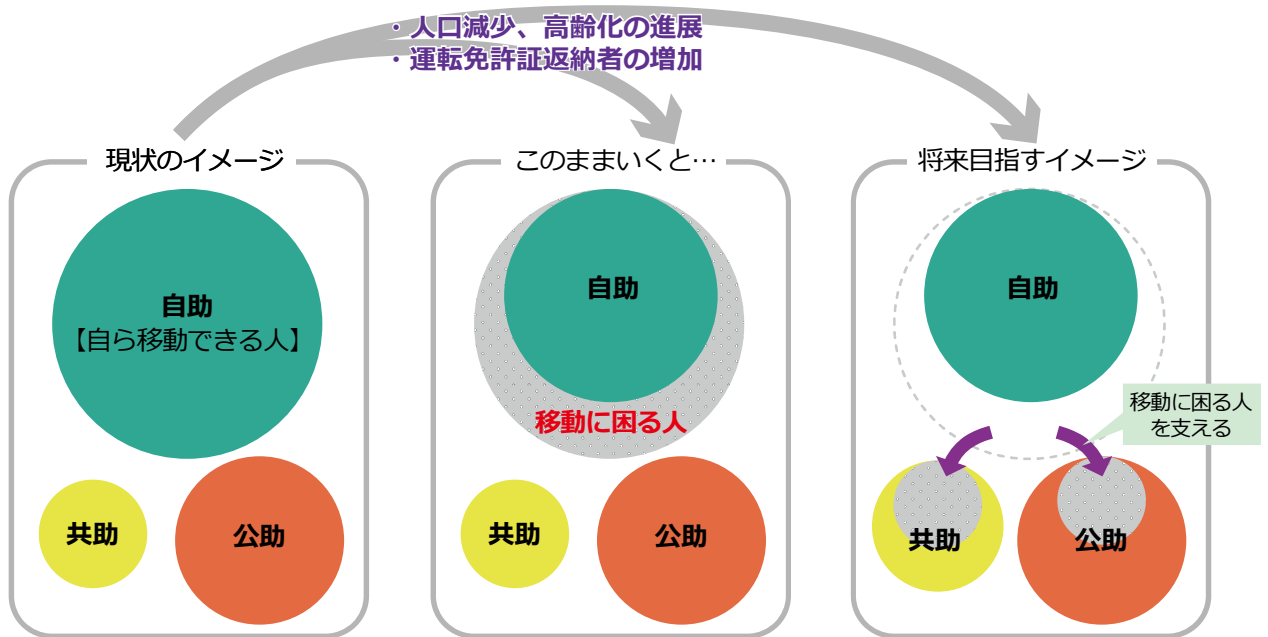 ・人口減少、高齢化の進展
・運転免許証返納者の増加
現状のイメージ
自助
【自ら移動できる人】
共助
公助
このままいくと…
自助
移動に困る人
共助
公助
将来目指すイメージ
自助
移動に困る人
を支える
共助
公助